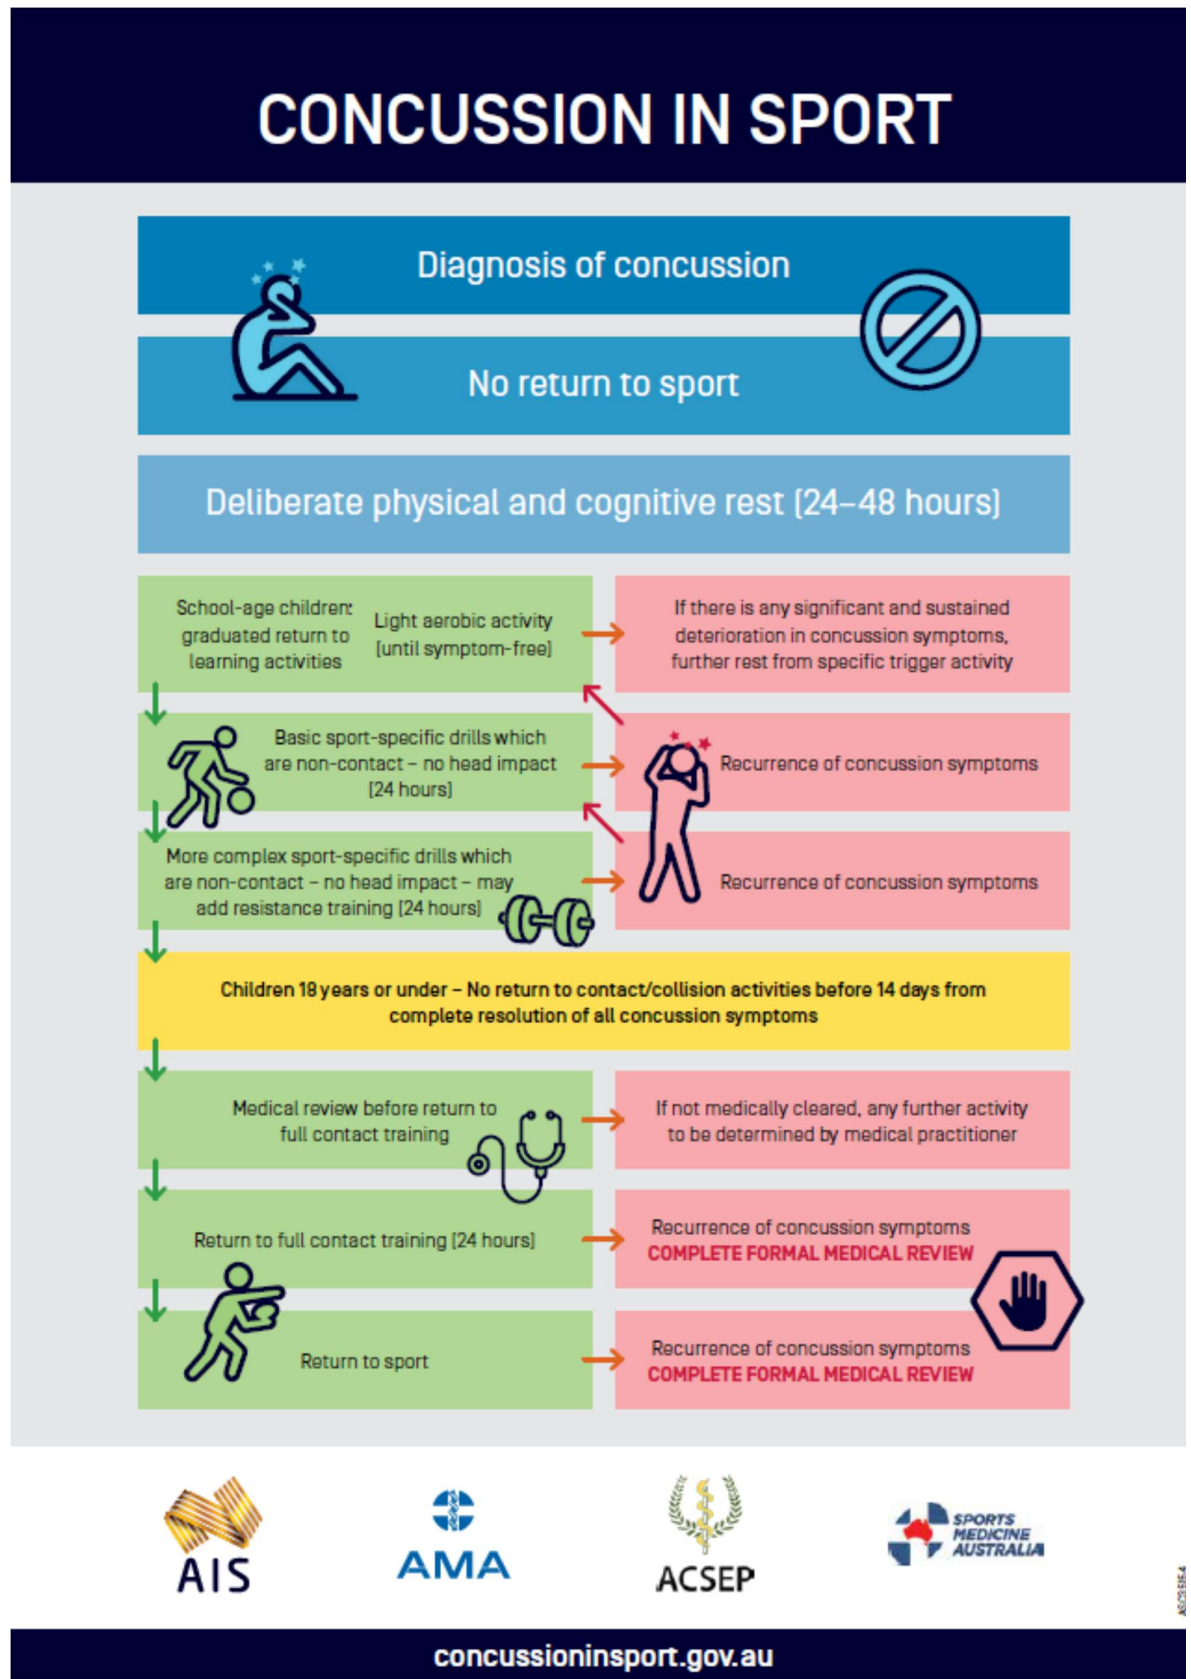 CONCUSSION IN SPORT
Diagnosis of concussion
No return to sport
Deliberate physical and cognitive rest (24–48 hours)
School-age children:
graduated return to
learning activities
Light aerobic activity
(until symptom-free)
If there is any significant and sustained
deterioration in concussion symptoms,
further rest from specific trigger activity
Basic sport-specific drills which
are non-contact – no head impact
(24 hours)
Recurrence of concussion symptoms
More complex sport-specific drills which
are non-contact – no head impact – may
add resistance training (24 hours)
Recurrence of concussion symptoms
Children 18 years or under – No return to contact/collision activities before 14 days from
complete resolution of all concussion symptoms
Medical review before return to
full contact training
If not medically cleared, any further activity
to be determined by medical practitioner
Return to full contact training (24 hours)
Recurrence of concussion symptoms
COMPLETE FORMAL MEDICAL REVIEW
Return to sport
Recurrence of concussion symptoms
COMPLETE FORMAL MEDICAL REVIEW
AIS
AMA
ACSEP
SPORTS
MEDICINE
AUSTRALIA
concussioninsport.gov.au